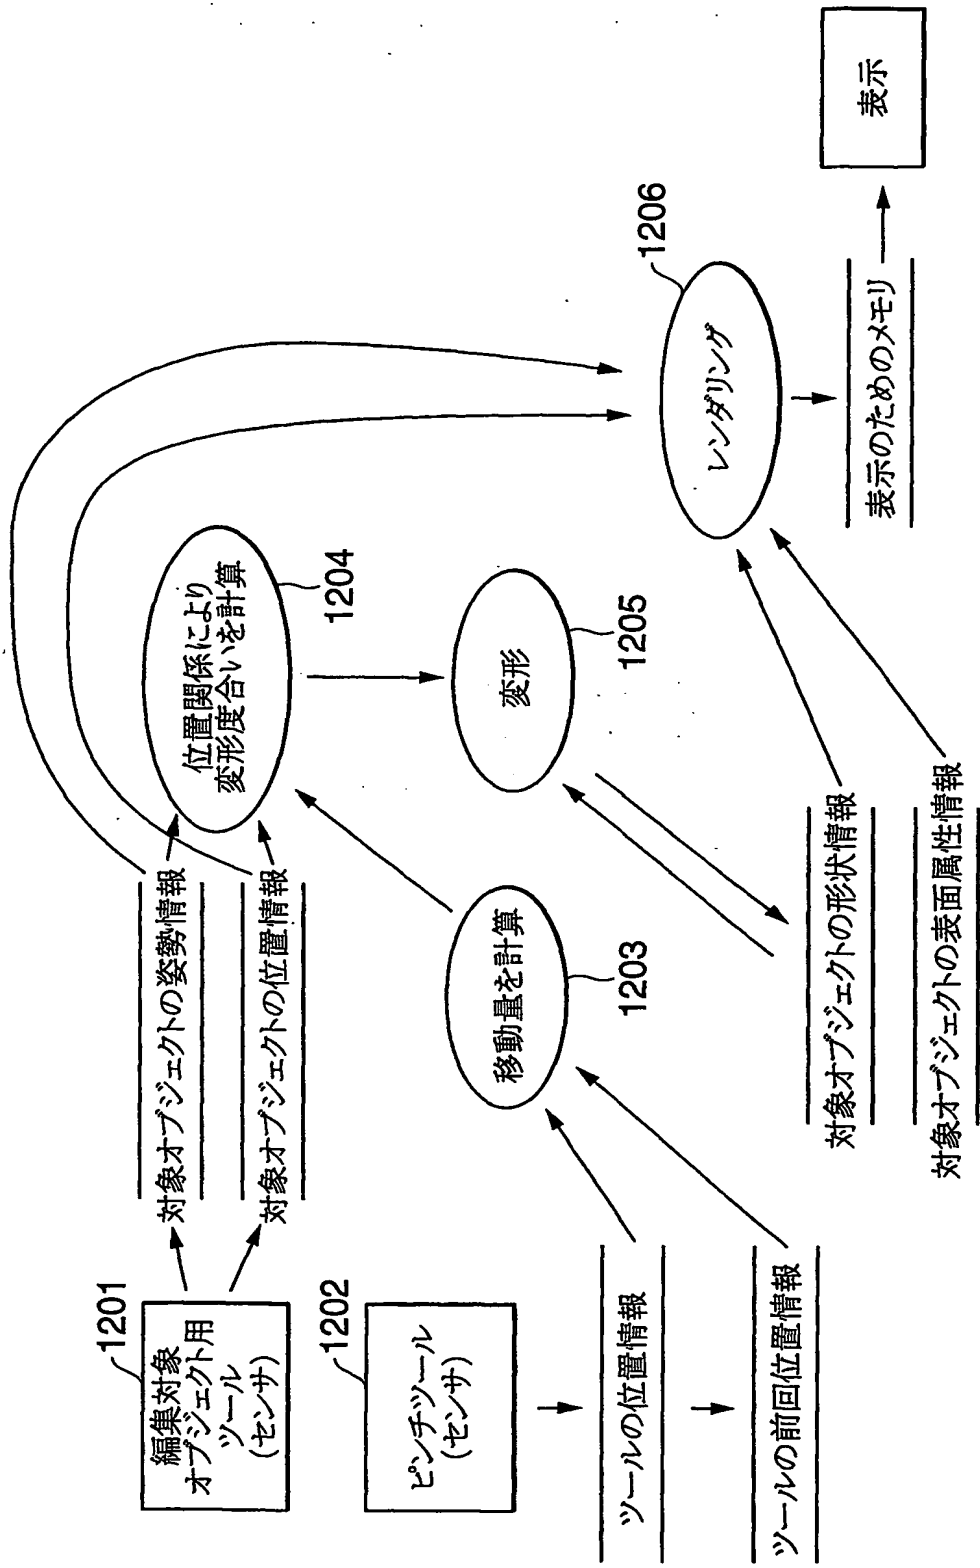 1201
編集対象
オブジェクト用
ツール
(センサ)
1202
ピンチツール
(センサ)
ツールの位置情報
ツールの前回位置情報
対象オブジェクトの姿勢情報
対象オブジェクトの位置情報
移動量を計算
1203
位置関係により
変形度合いを計算
1204
変形
1205
対象オブジェクトの形状情報
対象オブジェクトの表面属性情報
レンダリング
1206
表示のためのメモリ
表示